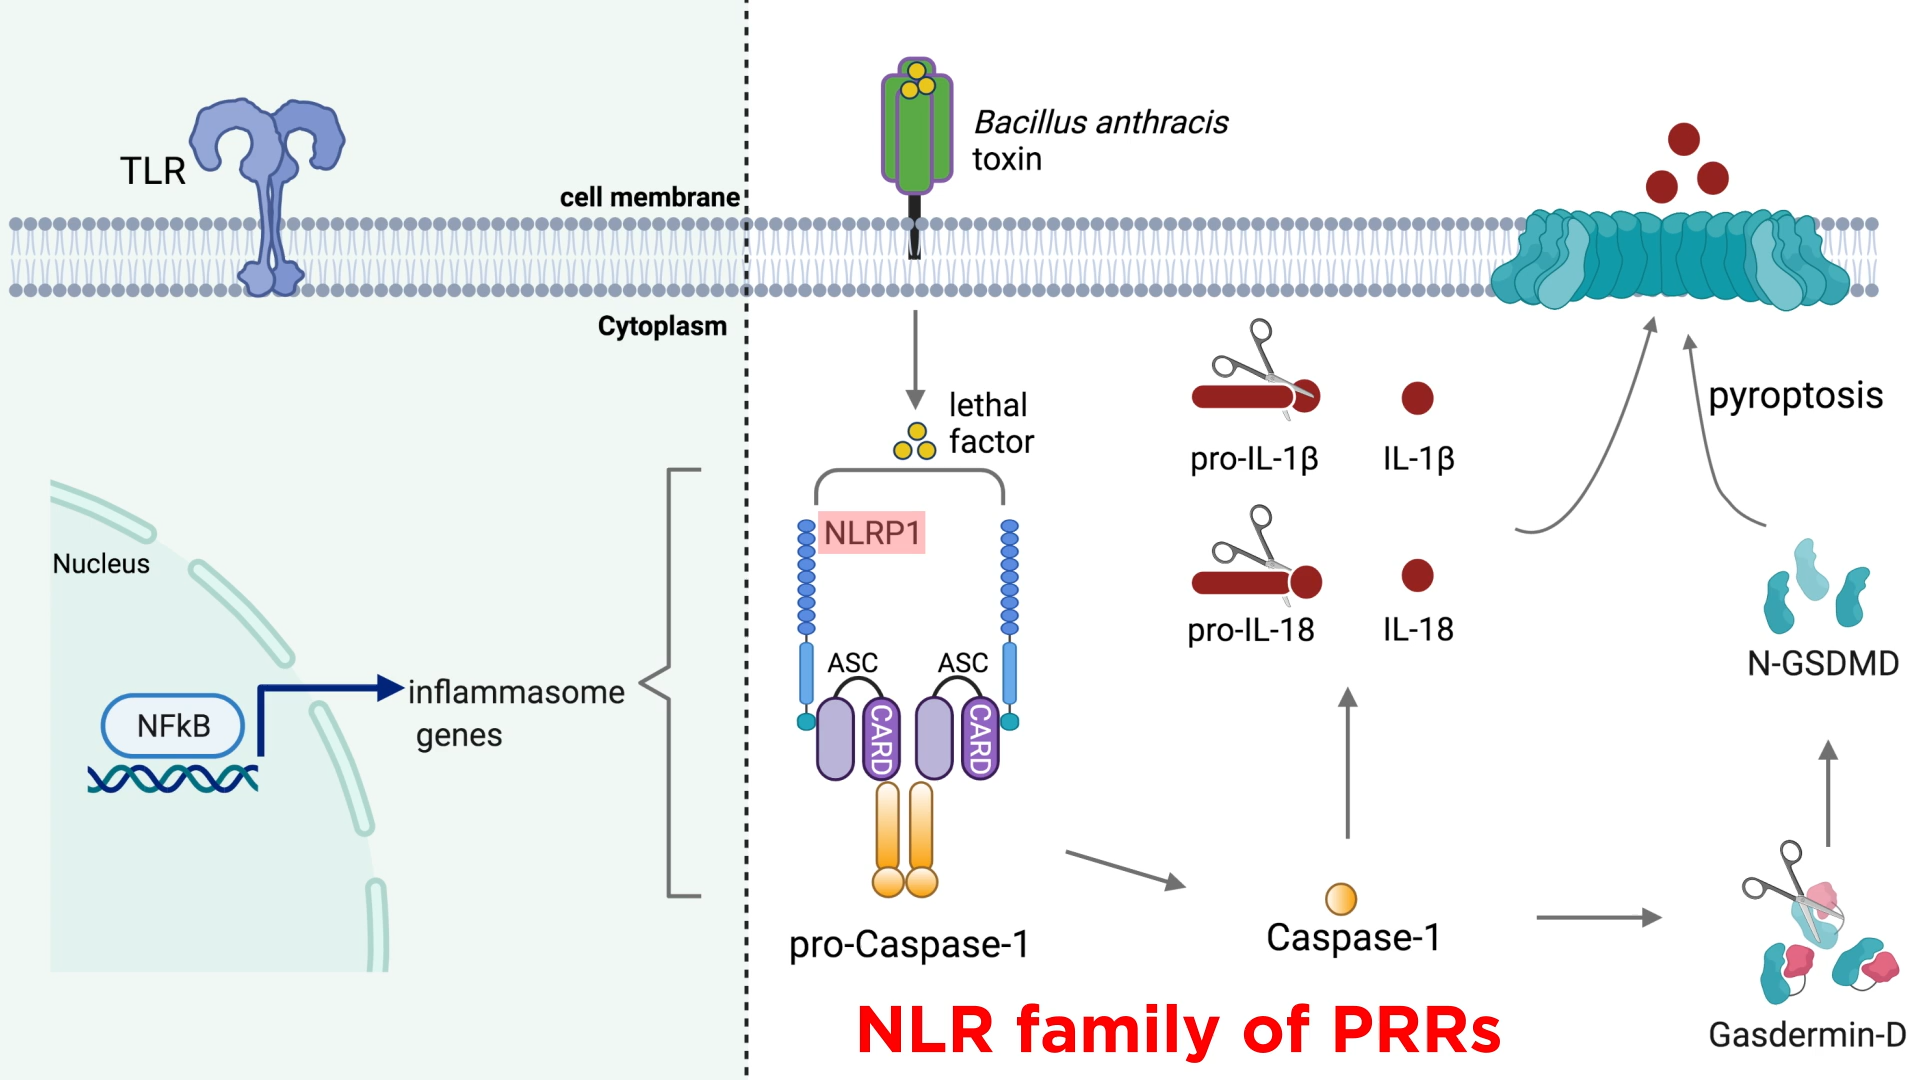 TLR
cell membrane
Cytoplasm
Nucleus
NFkB
inflammasome
genes
Bacillus anthracis
toxin
lethal
factor
NLRP1
ASC
ASC
CARD
CARD
pro-Caspase-1
pro-IL-1β
IL-1β
pro-IL-18
IL-18
Caspase-1
pyroptosis
N-GSDMD
Gasdermin-D
NLR family of PRRs